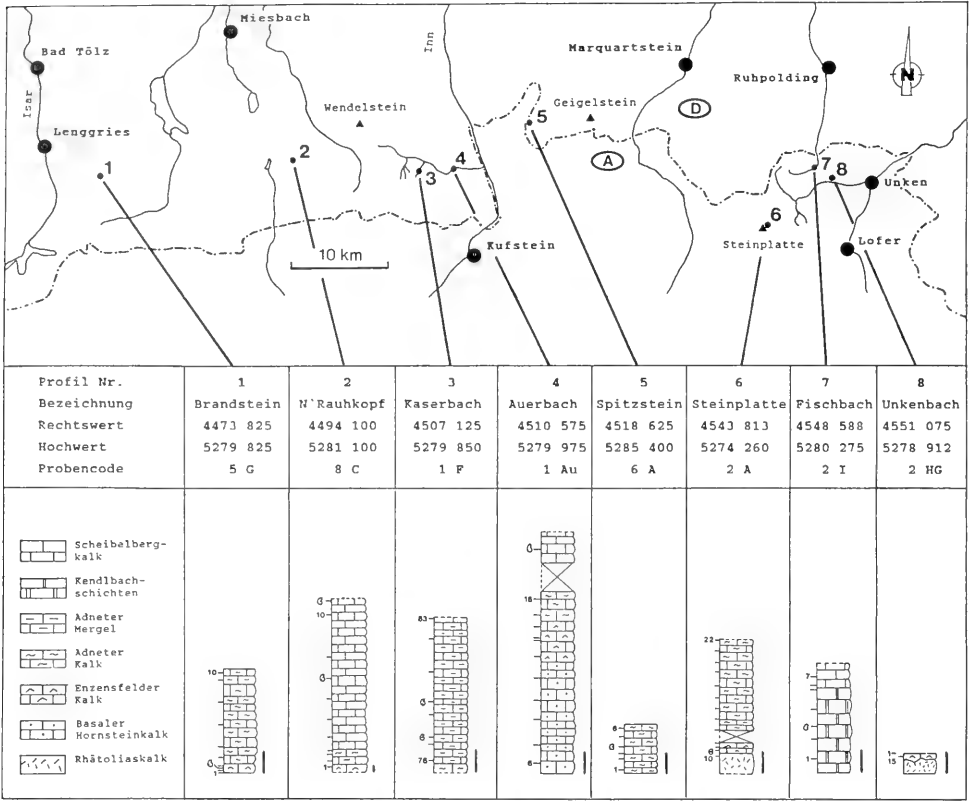 Miesbach
Bad Tölz
Isar
Lenggries
Wendelstein
Inn
Marquartstein
Geigelstein
Ruhpolding
N
D
A
1
2
3
4
5
6
7
8
Unken
Steinplatte
Lofer
Kufstein
10 km
Profil Nr. 1 2 3 4 5 6 7 8
Bezeichnung Brandstein N'Rauhkopf Kaserbach Auerbach Spitzstein Steinplatte Fischbach Unkenbach
Rechtswert 4473 825 4494 100 4507 125 4510 575 4518 625 4543 813 4548 588 4551 075
Hochwert 5279 825 5281 100 5279 850 5279 975 5285 400 5274 260 5280 275 5278 912
Probencode 5 G 8 C 1 F 1 Au 6 A 2 A 2 I 2 HG
Scheibelberg-
kalk
Kendlbach-
schichten
Adneter
Mergel
Adneter
Kalk
Enzensfelder
Kalk
Basaler
Hornsteinkalk
Rhätoliaskalk
10
1
10
1
83
76
18
6
6
1
22
10
7
1
1
15